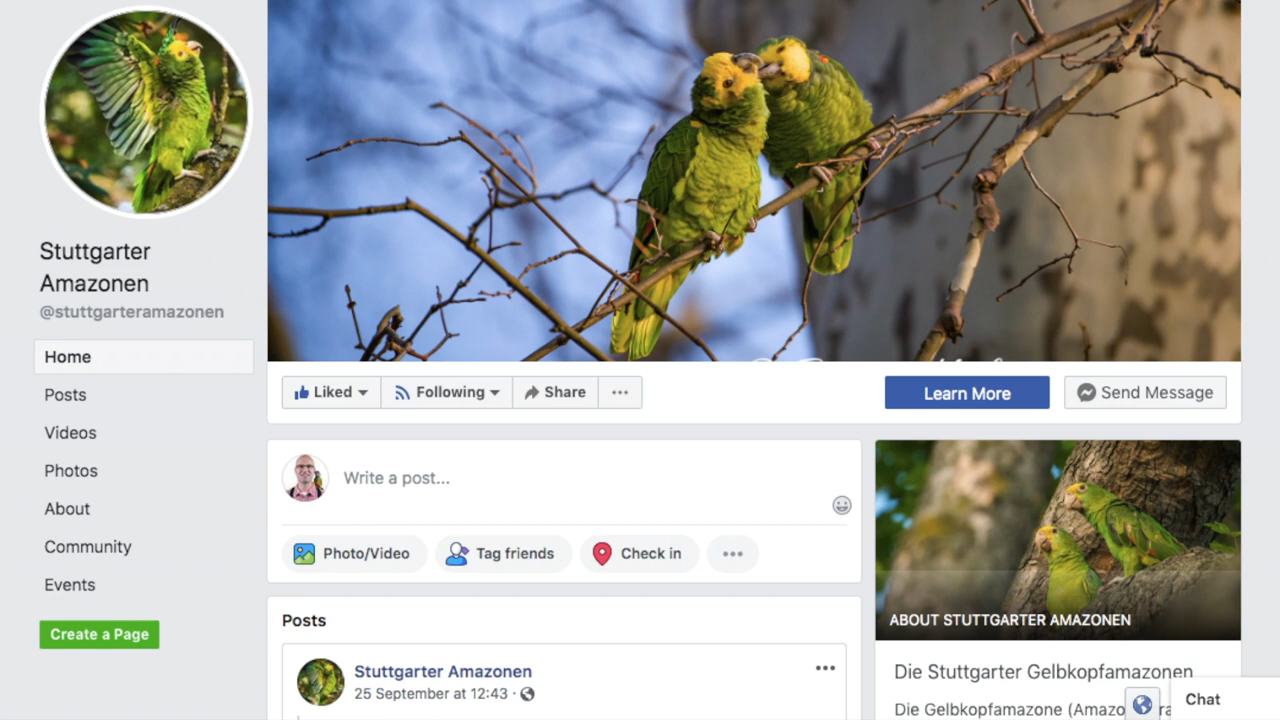 Stuttgarter
Amazonen
@stuttgarteramazonen
Home
Posts
Videos
Photos
About
Community
Events
Create a Page
Liked
Following
Share
Learn More
Send Message
Write a post...
Photo/Video
Tag friends
Check in
Posts
Stuttgarter Amazonen
25 September at 12:43 ·
ABOUT STUTTGARTER AMAZONEN
Die Stuttgarter Gelbkopfamazonen
Die Gelbkopfamazone
Chat